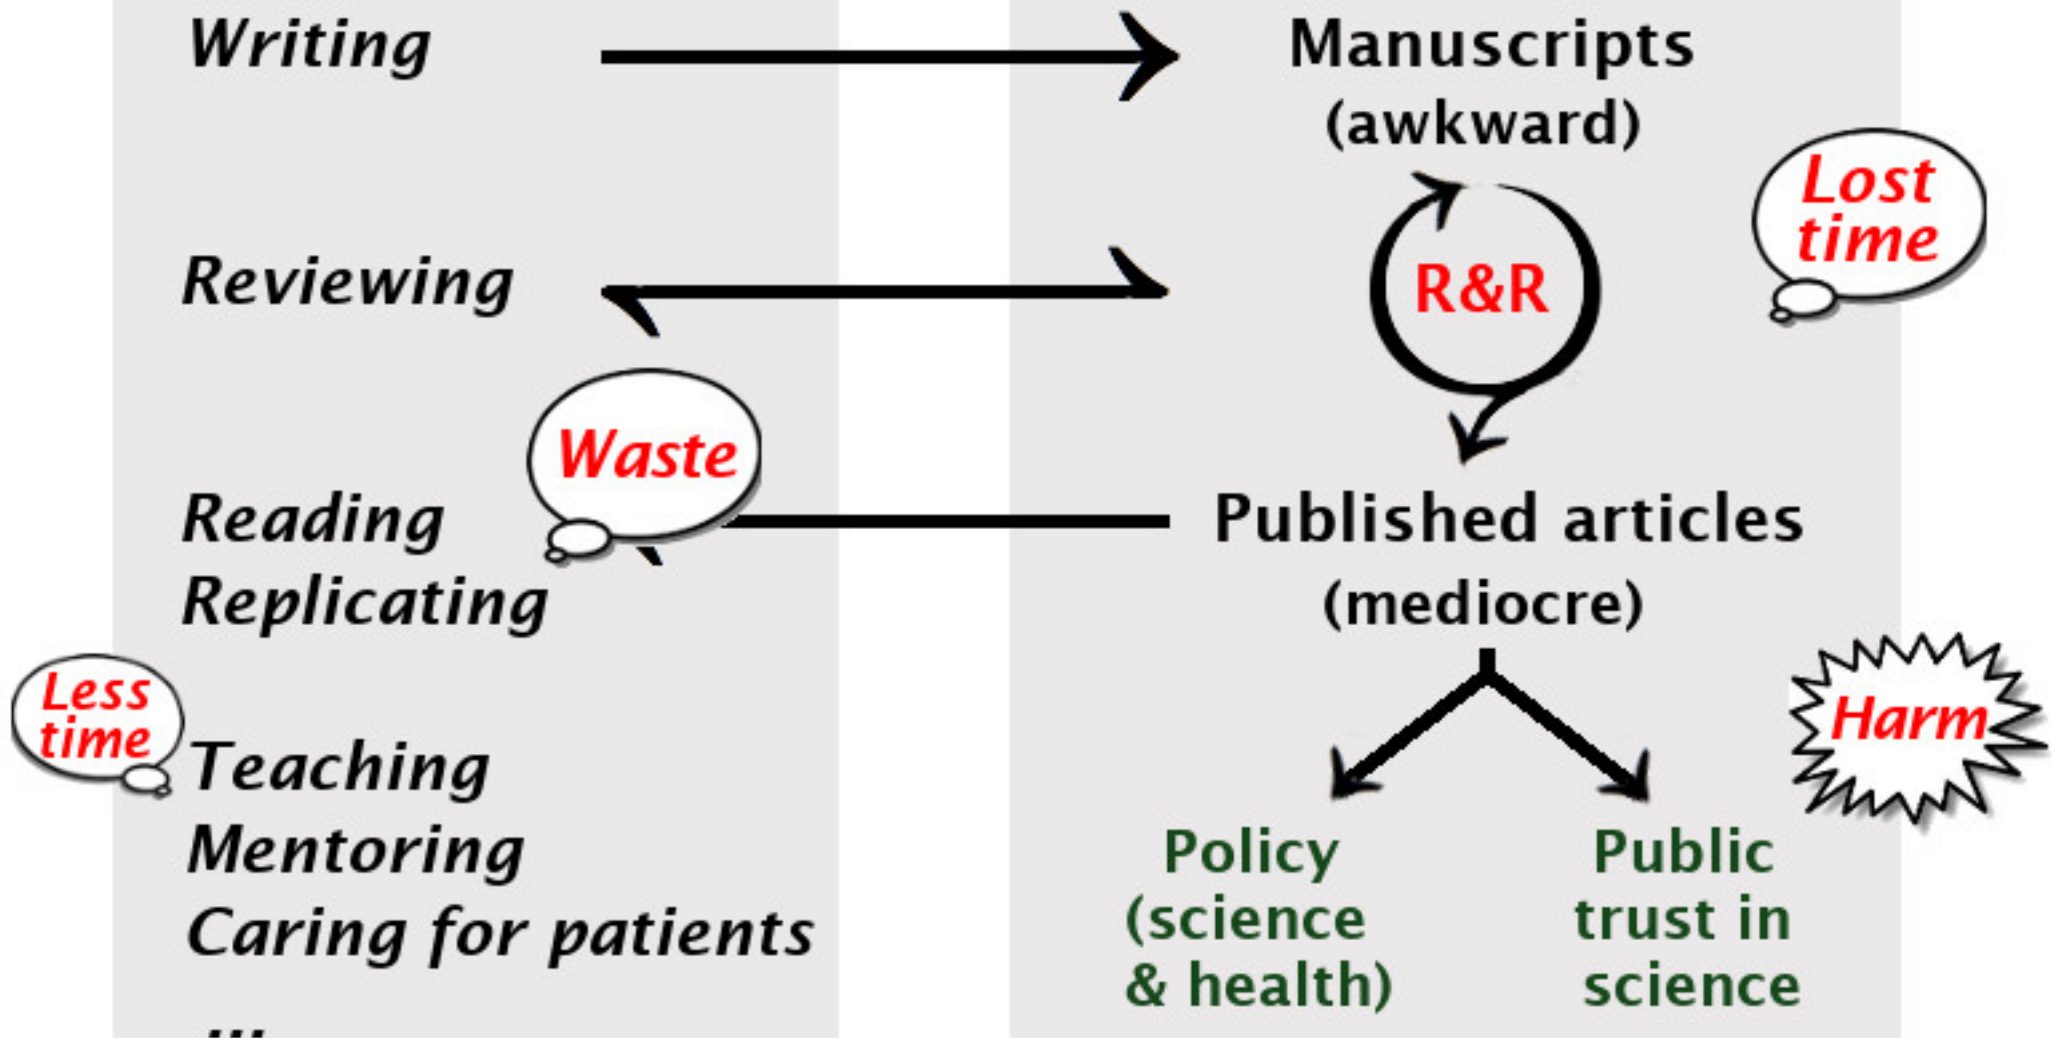 Writing
Manuscripts
(awkward)
Lost
time
Reviewing
R&R
Waste
Reading
Published articles
Replicating
(mediocre)
Less
time
Harm
Teaching
Mentoring
Policy
(science
& health)
Public
trust in
science
Caring for patients
...